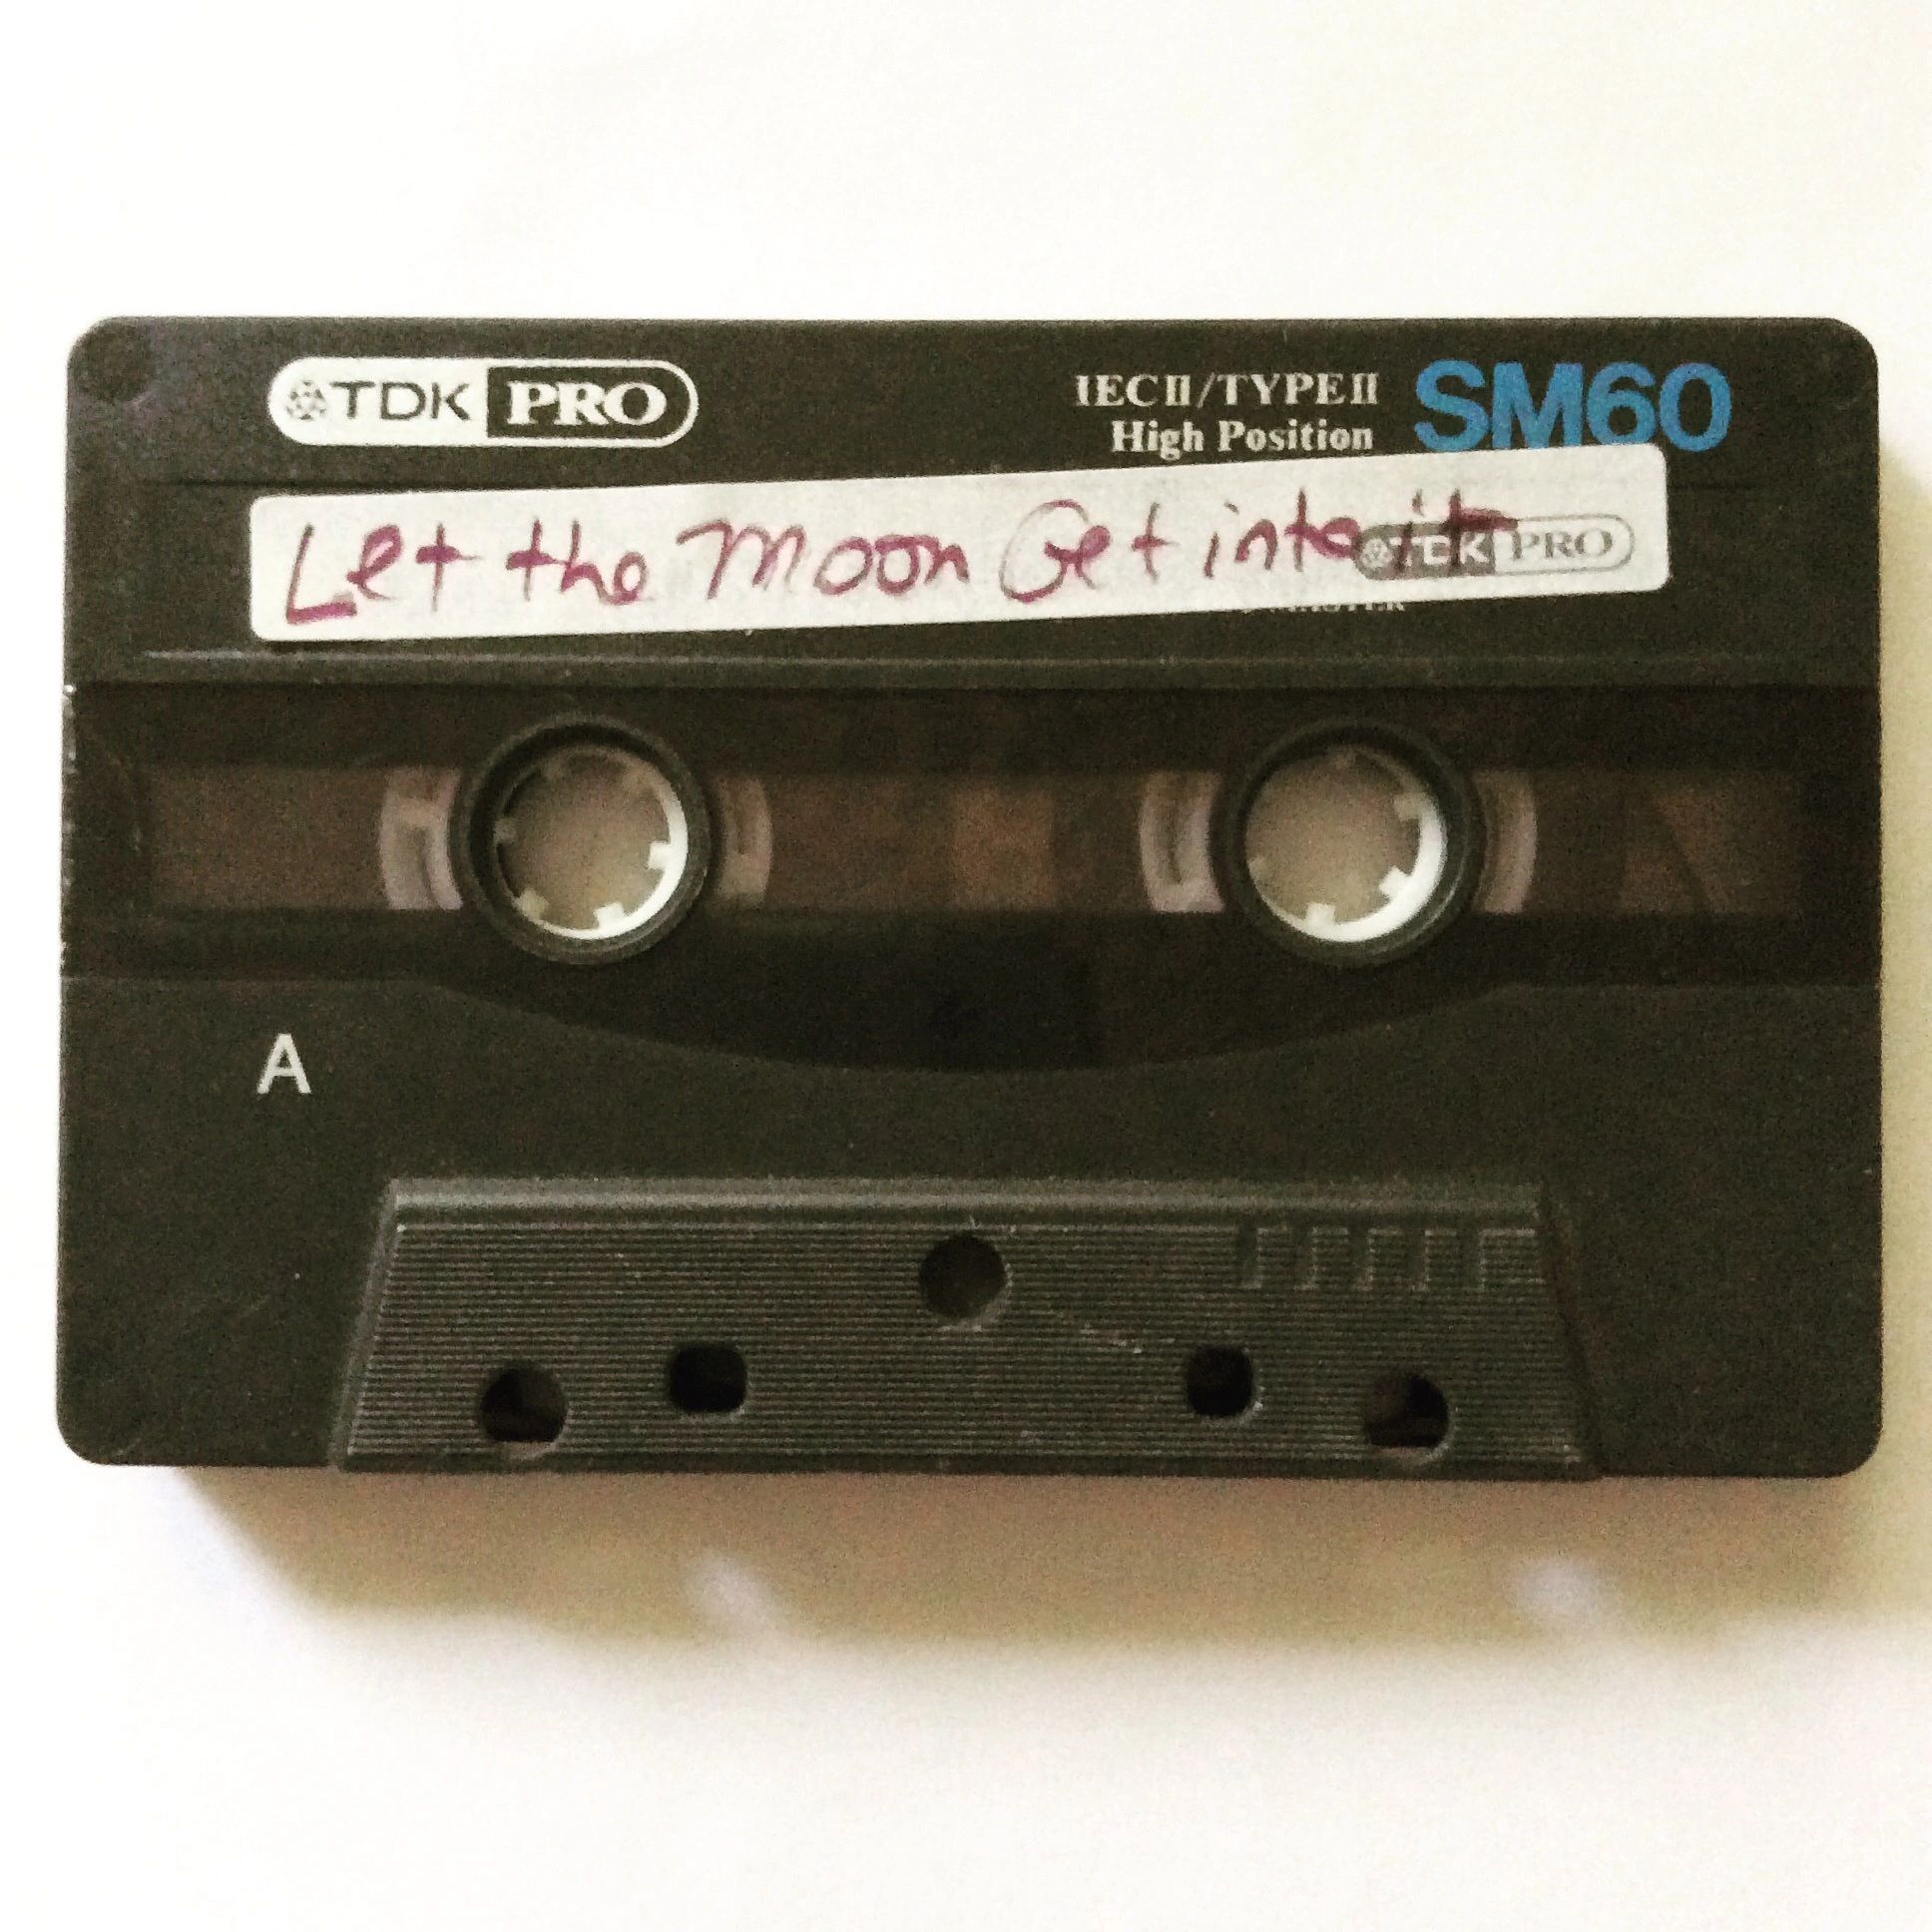 TDK PRO
IECII/TYPEII
High Position
SM60
Let the Moon Get into it
TDK PRO
A